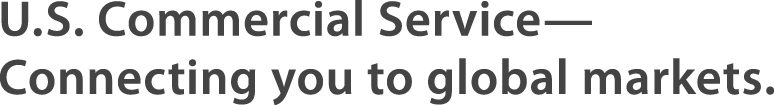 U.S. Commercial Service—
Connecting you to global markets.